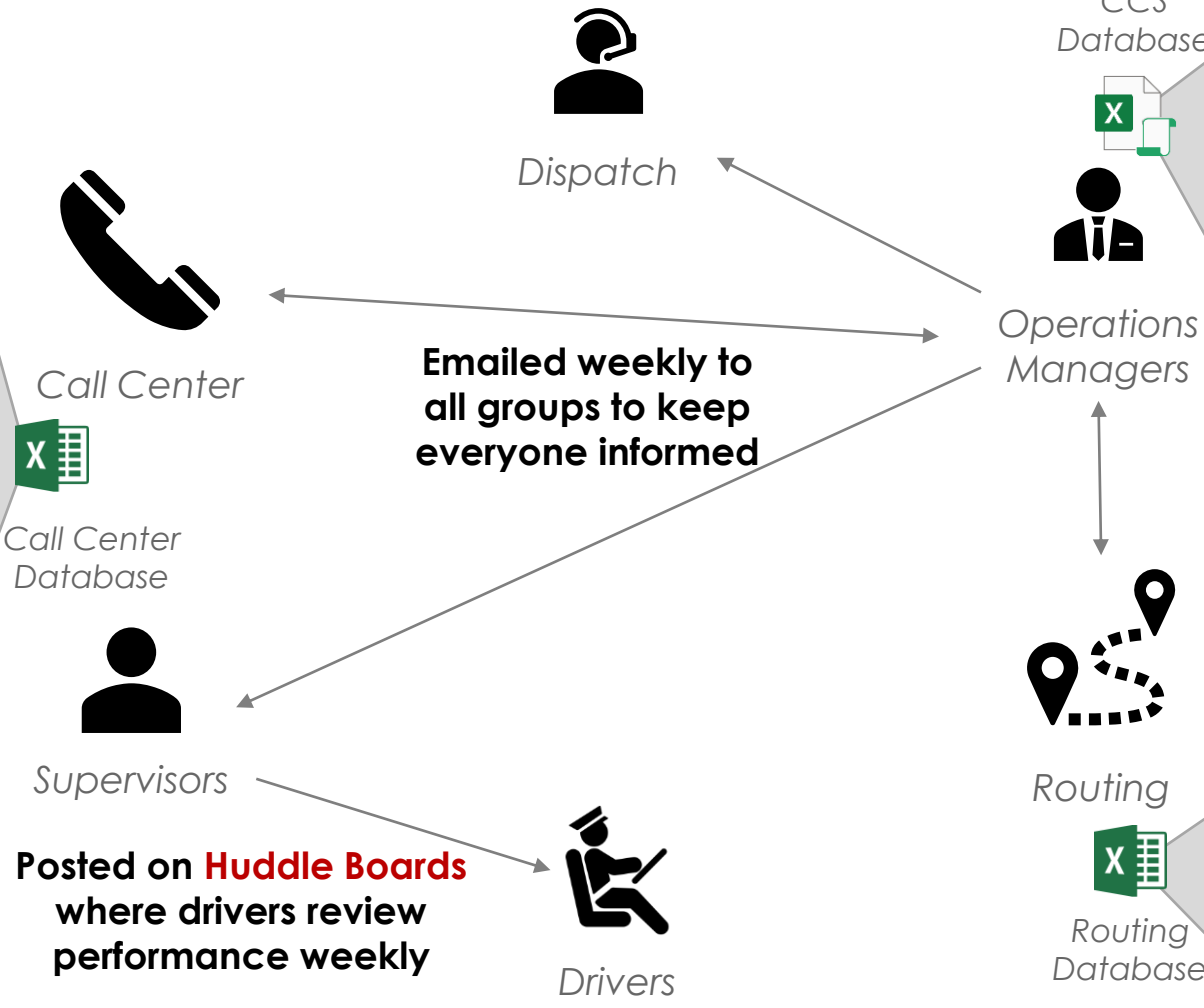 CCS
Database
Dispatch
Operations
Managers
Call Center
Emailed weekly to
all groups to keep
everyone informed
Call Center
Database
Supervisors
Routing
Posted on Huddle Boards
where drivers review
performance weekly
Drivers
Routing
Database
X
X
X